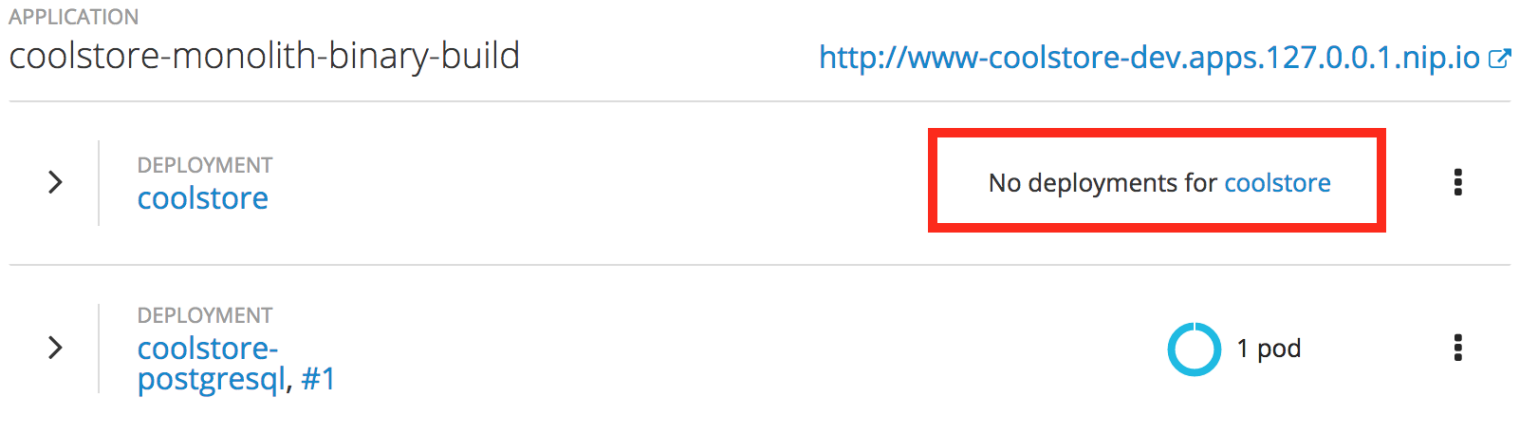 APPLICATION
coolstore-monolith-binary-build
http://www-coolstore-dev.apps.127.0.0.1.nip.io
DEPLOYMENT
coolstore
No deployments for coolstore
DEPLOYMENT
coolstore-
postgresql, #1
1 pod